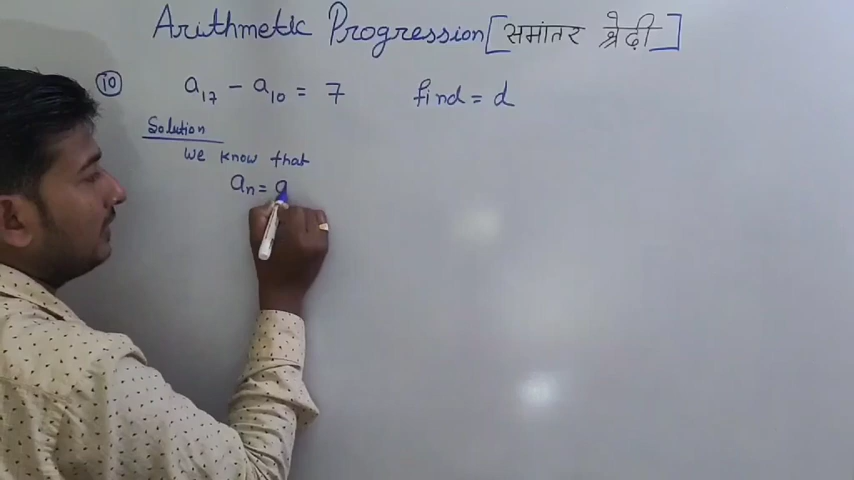 Arithmetic Progression [समांतर श्रेढ़ी]
10 a₁₇ - a₁₀ = 7 find = d
Solution
we know that
aₙ = a